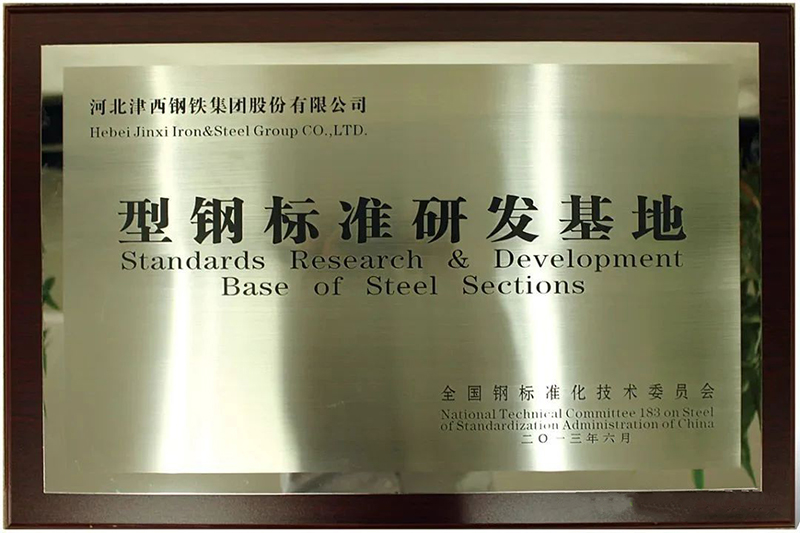 河北津西钢铁集团股份有限公司
Hebei Jinxi Iron&Steel Group CO.,LTD.
型钢标准研发基地
Standards Research & Development
Base of Steel Sections
全国钢标准化技术委员会
National Technical Committee 183 on Steel
of Standardization Administration of China
二〇一三年六月